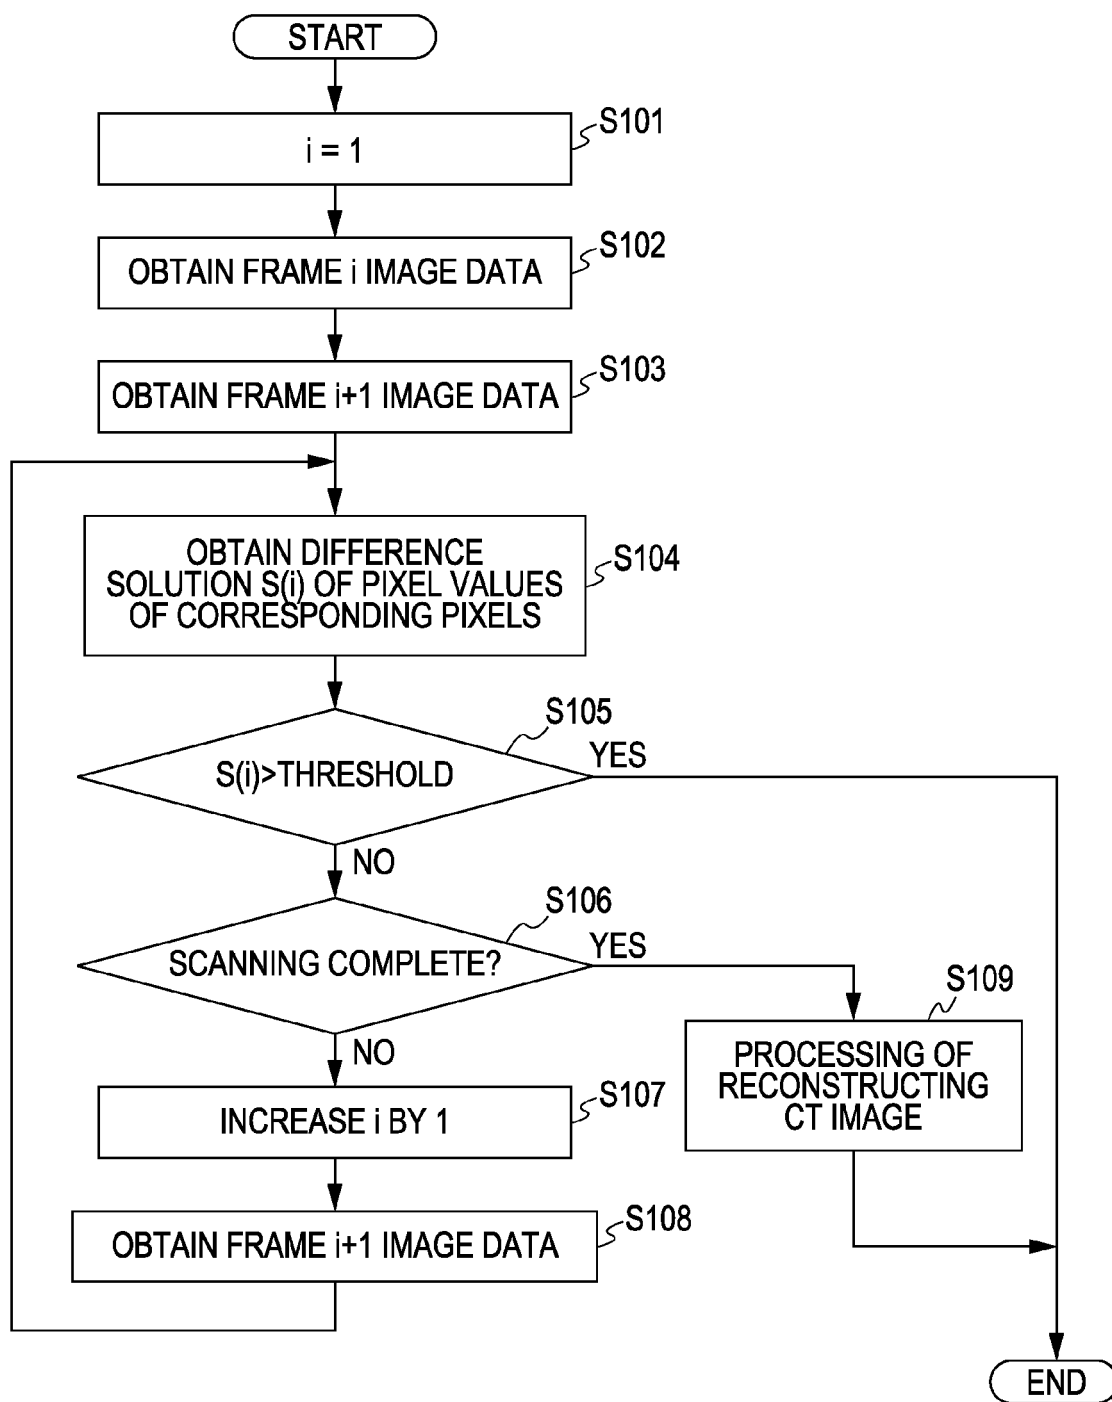 START
S101
i = 1
S102
OBTAIN FRAME i IMAGE DATA
S103
OBTAIN FRAME i+1 IMAGE DATA
OBTAIN DIFFERENCE
SOLUTION S(i) OF PIXEL VALUES
OF CORRESPONDING PIXELS
S104
S105
S(i)>THRESHOLD
YES
NO
S106
SCANNING COMPLETE?
YES
NO
S109
PROCESSING OF
RECONSTRUCTING
CT IMAGE
S107
INCREASE i BY 1
S108
OBTAIN FRAME i+1 IMAGE DATA
END